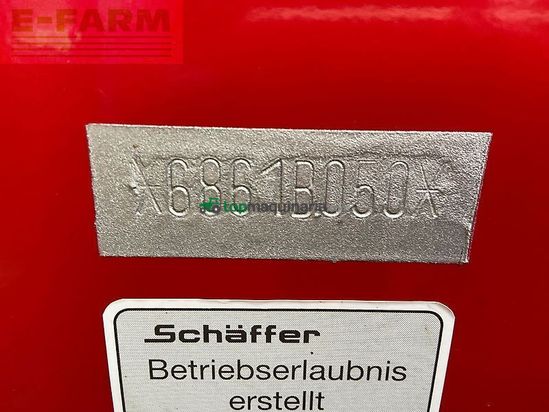 E-FARM
*6861B050*
topmaquinaria
Schäffer
Betriebserlaubnis
erstellt